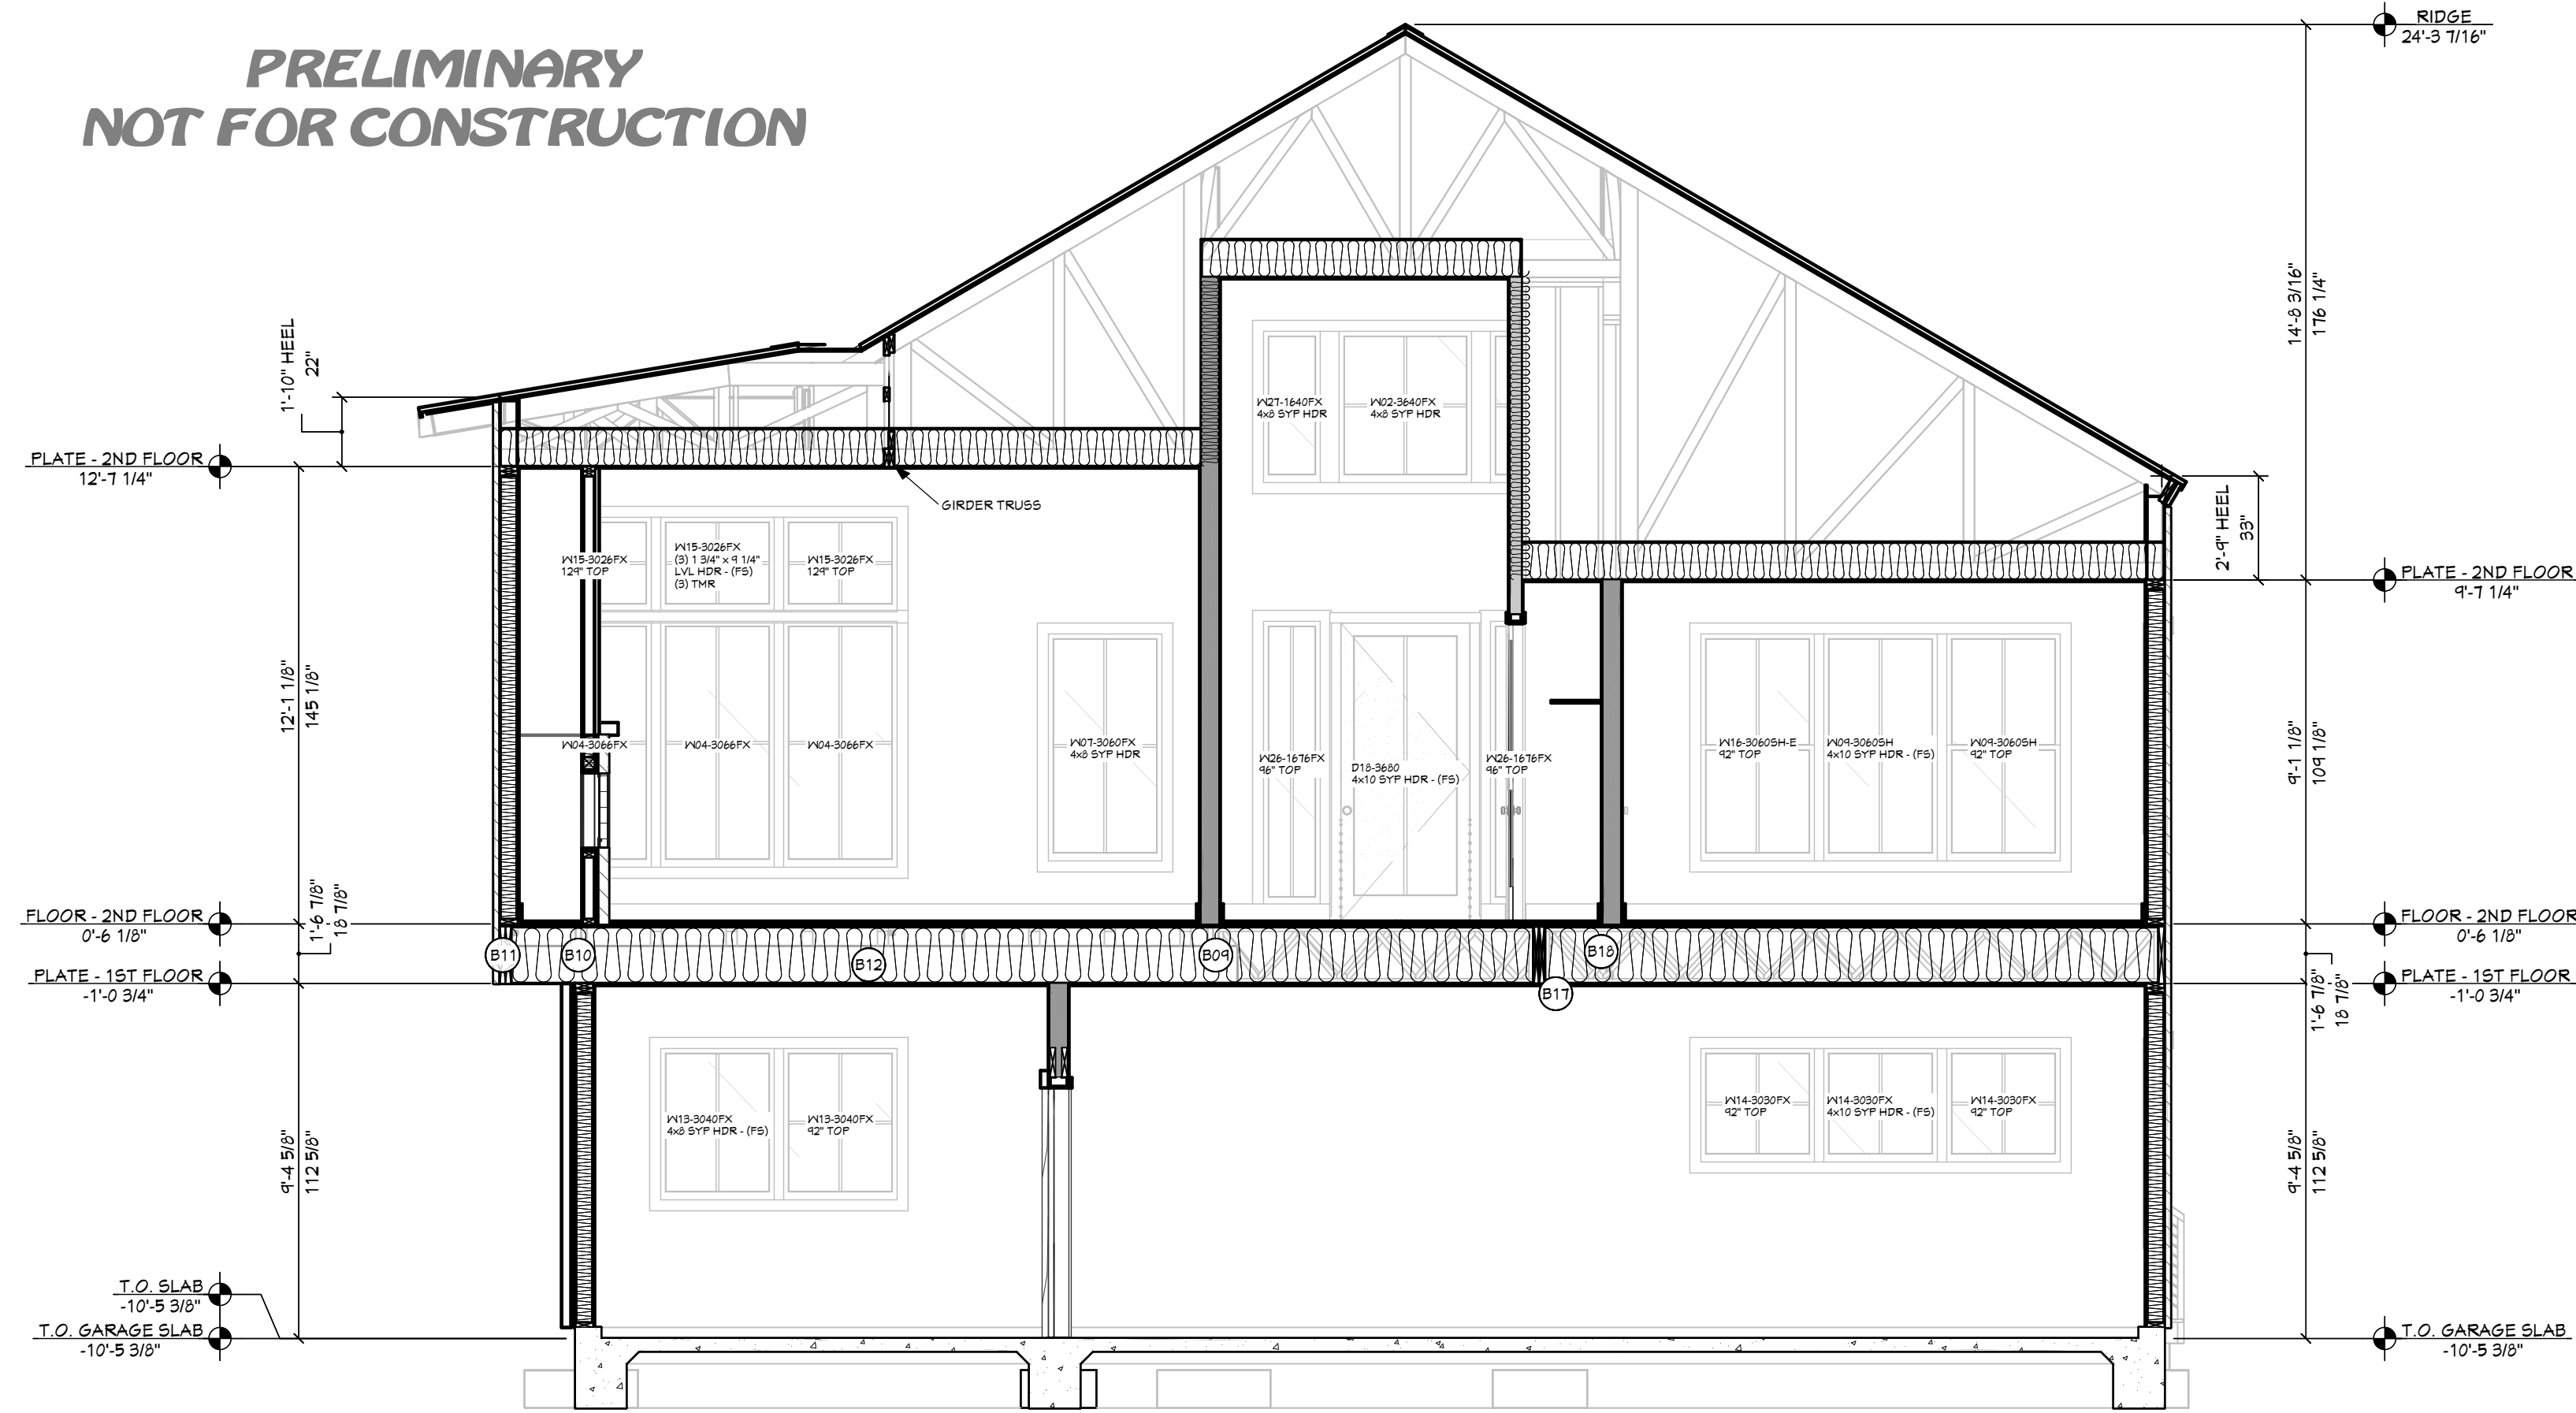 PRELIMINARY
NOT FOR CONSTRUCTION
RIDGE
24'-3 7/16"
14'-8 3/16"
176 1/4"
1'-10" HEEL
22"
PLATE - 2ND FLOOR
12'-7 1/4"
GIRDER TRUSS
W27-1640FX
4x8 SYP HDR
W02-3640FX
4x8 SYP HDR
2'-9" HEEL
33"
PLATE - 2ND FLOOR
9'-7 1/4"
W15-3026FX
129" TOP
W15-3026FX
(3) 1 3/4" x 9 1/4"
LVL HDR - (FS)
(3) TMR
W15-3026FX
129" TOP
12'-1 1/8"
145 1/8"
W04-3066FX
W04-3066FX
W04-3066FX
W07-3060FX
4x8 SYP HDR
W26-1676FX
96" TOP
D18-3680
4x10 SYP HDR - (FS)
W26-1676FX
96" TOP
W16-3060SH-E
92" TOP
W09-3060SH
4x10 SYP HDR - (FS)
W09-3060SH
92" TOP
9'-1 1/8"
109 1/8"
FLOOR - 2ND FLOOR
0'-6 1/8"
1'-6 7/8"
18 7/8"
PLATE - 1ST FLOOR
-1'-0 3/4"
B11
B10
B12
B09
B18
B17
FLOOR - 2ND FLOOR
0'-6 1/8"
PLATE - 1ST FLOOR
-1'-0 3/4"
1'-6 7/8"
18 7/8"
9'-4 5/8"
112 5/8"
W13-3040FX
4x8 SYP HDR - (FS)
W13-3040FX
92" TOP
W14-3030FX
92" TOP
W14-3030FX
4x10 SYP HDR - (FS)
W14-3030FX
92" TOP
9'-4 5/8"
112 5/8"
T.O. SLAB
-10'-5 3/8"
T.O. GARAGE SLAB
-10'-5 3/8"
T.O. GARAGE SLAB
-10'-5 3/8"